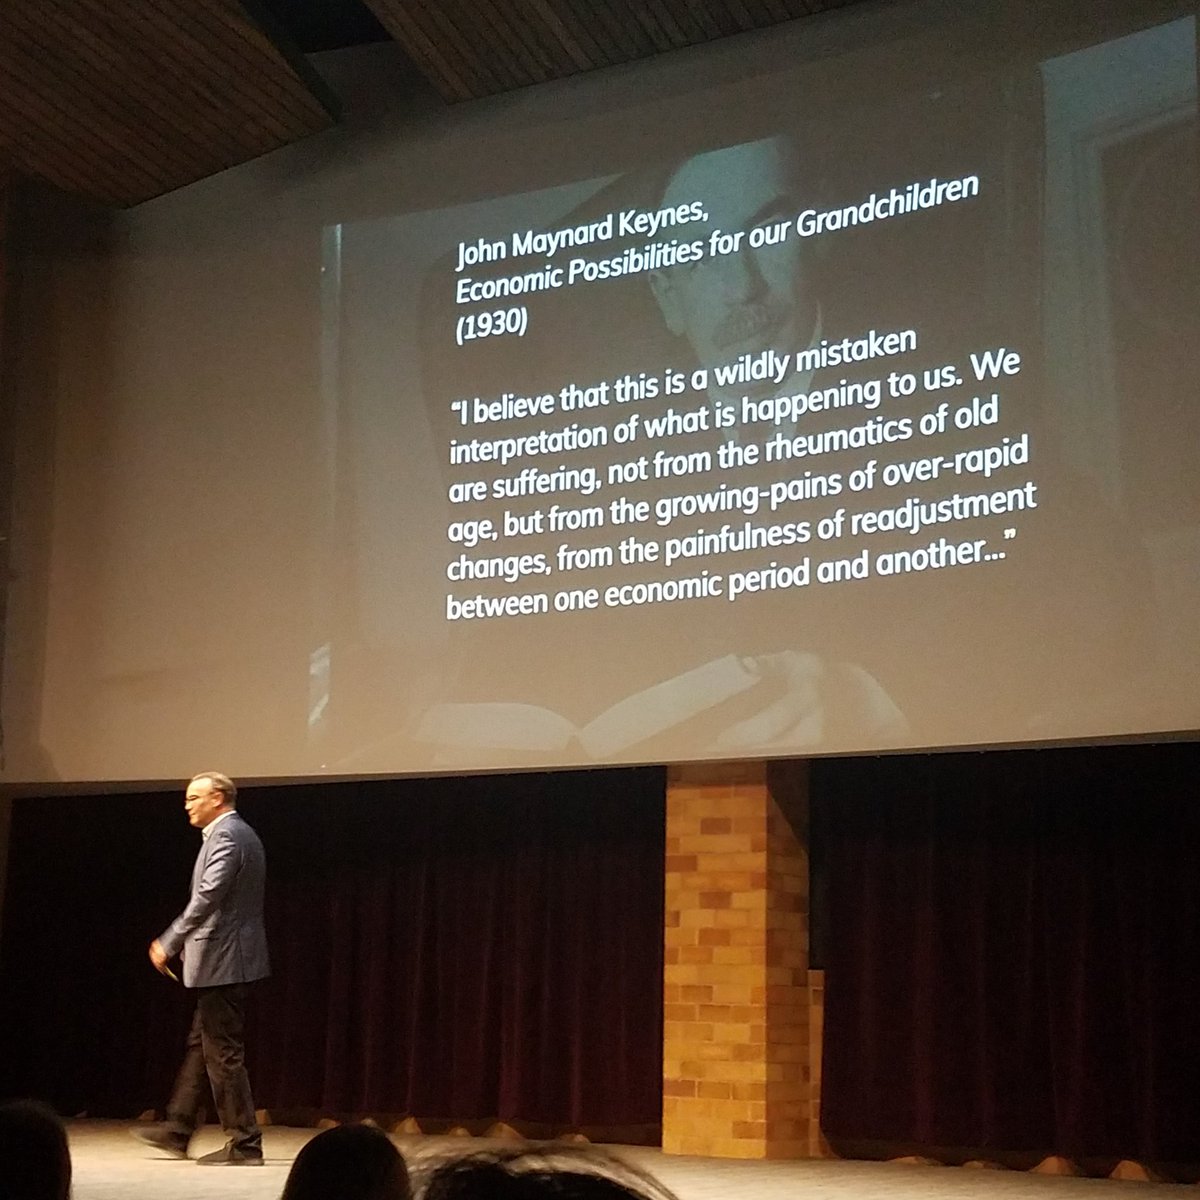 John Maynard Keynes,
Economic Possibilities for our Grandchildren
(1930)
“I believe that this is a wildly mistaken
interpretation of what is happening to us. We
are suffering, not from the rheumatics of old
age, but from the growing-pains of over-rapid
changes, from the painfulness of readjustment
between one economic period and another...”